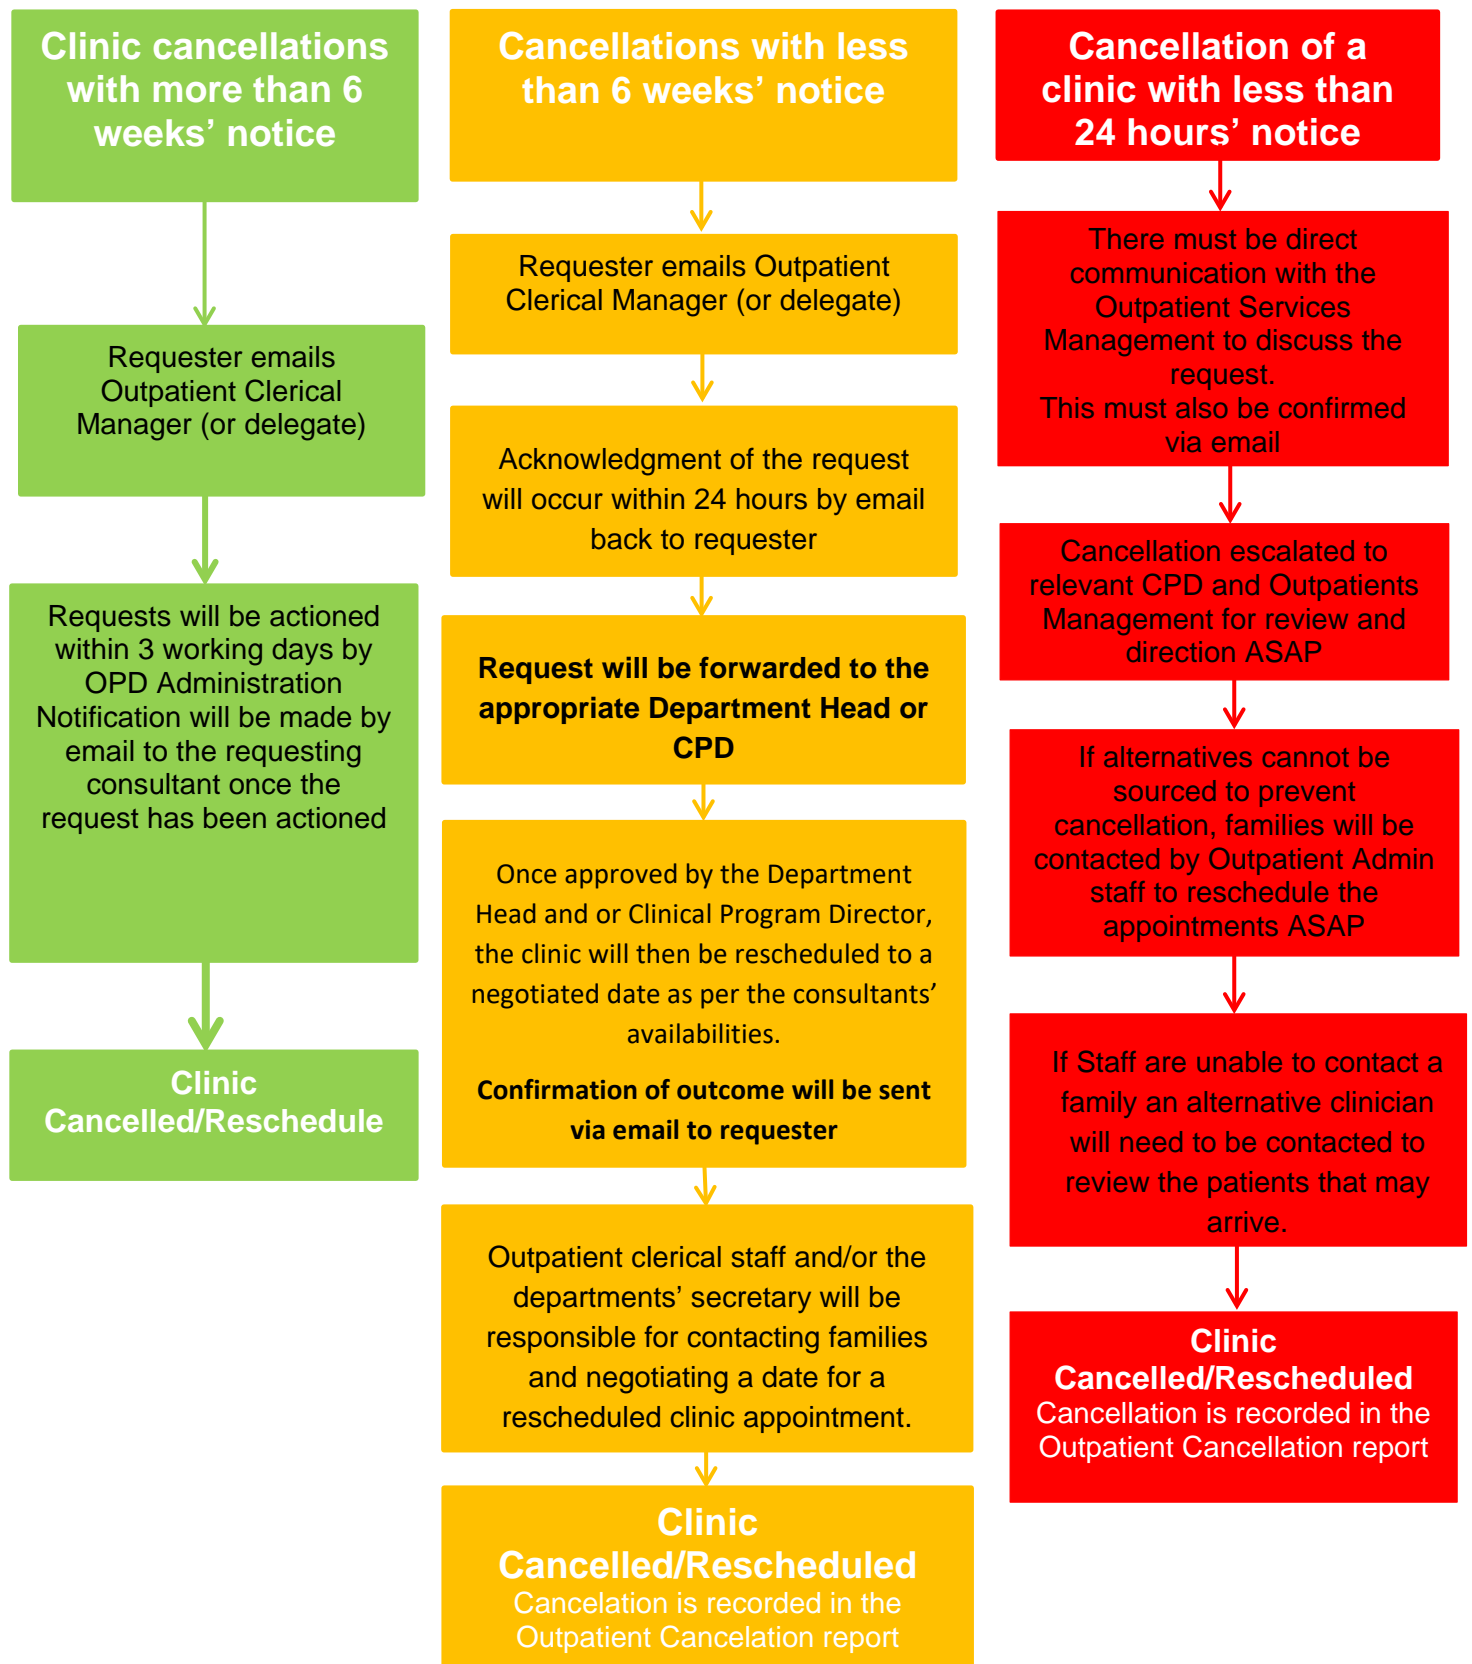 Clinic cancellations
with more than 6
weeks’ notice
Requester emails
Outpatient Clerical
Manager (or delegate)
Requests will be actioned
within 3 working days by
OPD Administration
Notification will be made by
email to the requesting
consultant once the
request has been actioned
Clinic
Cancelled/Reschedule
Cancellations with less
than 6 weeks’ notice
Requester emails Outpatient
Clerical Manager (or delegate)
Acknowledgment of the request
will occur within 24 hours by email
back to requester
Request will be forwarded to the
appropriate Department Head or
CPD
Once approved by the Department
Head and or Clinical Program Director,
the clinic will then be rescheduled to a
negotiated date as per the consultants’
availabilities.
Confirmation of outcome will be sent
via email to requester
Outpatient clerical staff and/or the
departments’ secretary will be
responsible for contacting families
and negotiating a date for a
rescheduled clinic appointment.
Clinic
Cancelled/Rescheduled
Cancelation is recorded in the
Outpatient Cancelation report
Cancellation of a
clinic with less than
24 hours’ notice
There must be direct
communication with the
Outpatient Services
Management to discuss the
request.
This must also be confirmed
via email
Cancellation escalated to
relevant CPD and Outpatients
Management for review and
direction ASAP
If alternatives cannot be
sourced to prevent
cancellation, families will be
contacted by Outpatient Admin
staff to reschedule the
appointments ASAP
If Staff are unable to contact a
family an alternative clinician
will need to be contacted to
review the patients that may
arrive.
Clinic
Cancelled/Rescheduled
Cancellation is recorded in the
Outpatient Cancellation report